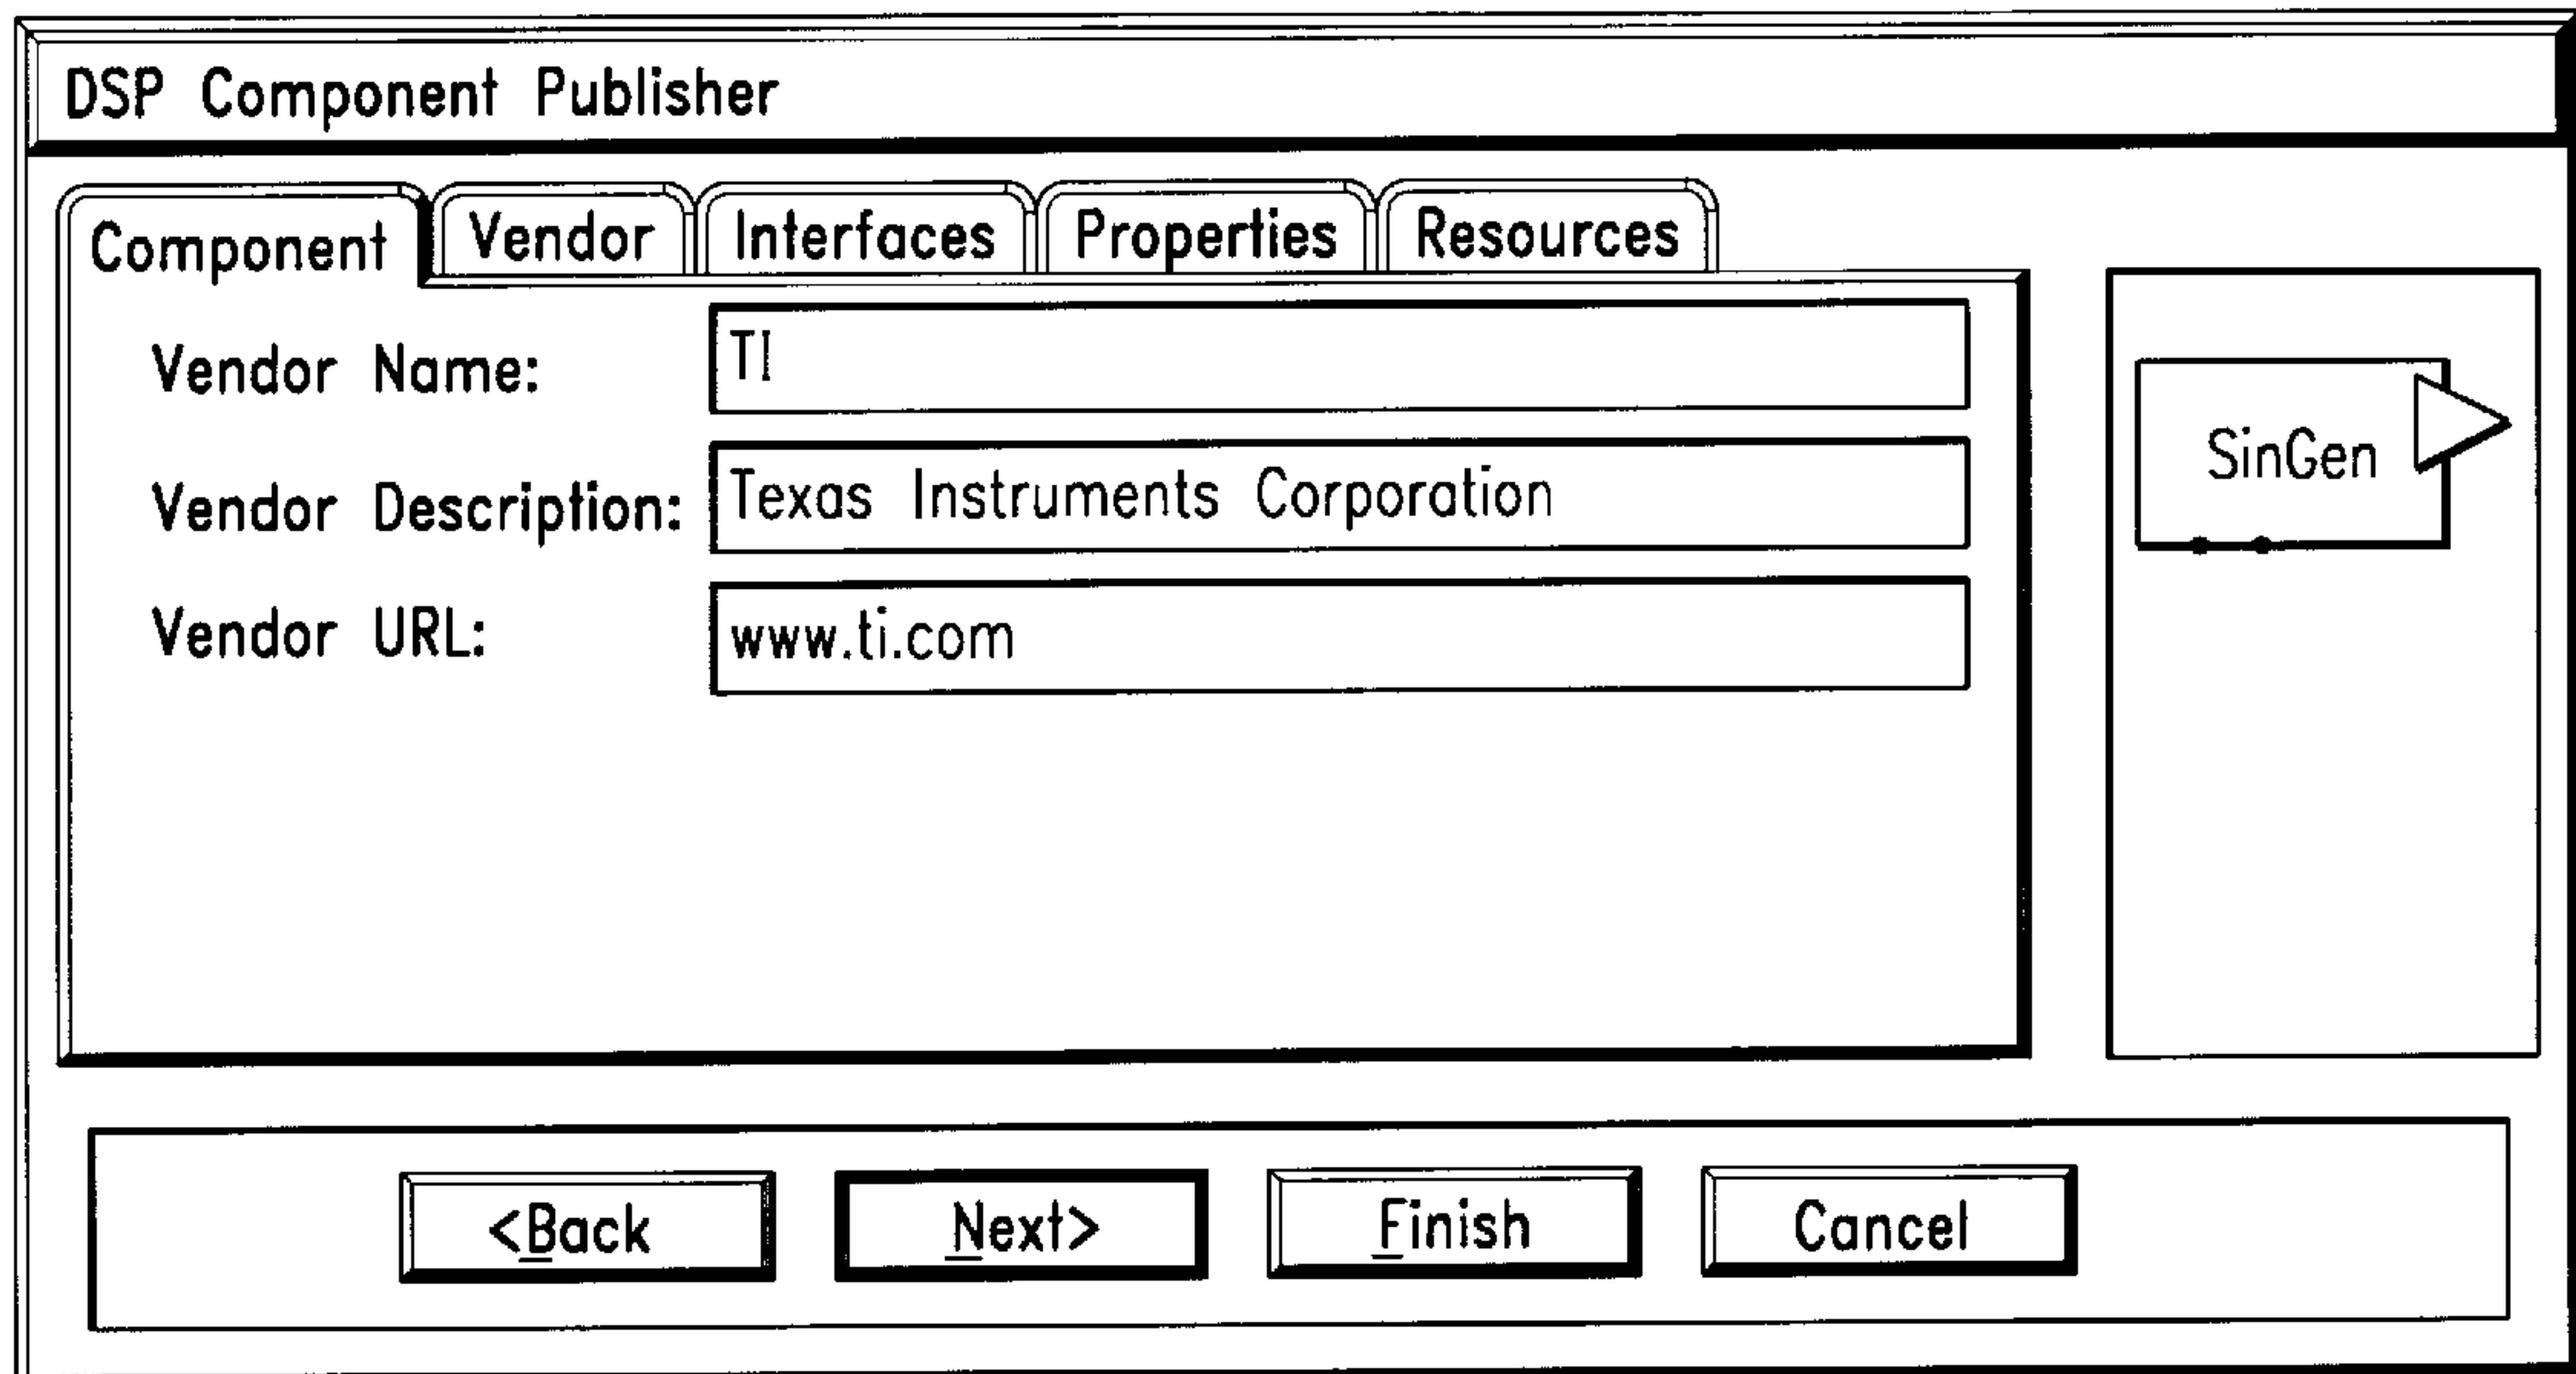 DSP Component Publisher
Component Vendor Interfaces Properties Resources
Vendor Name: TI
Vendor Description: Texas Instruments Corporation
Vendor URL: www.ti.com
SinGen
<Back Next> Finish Cancel